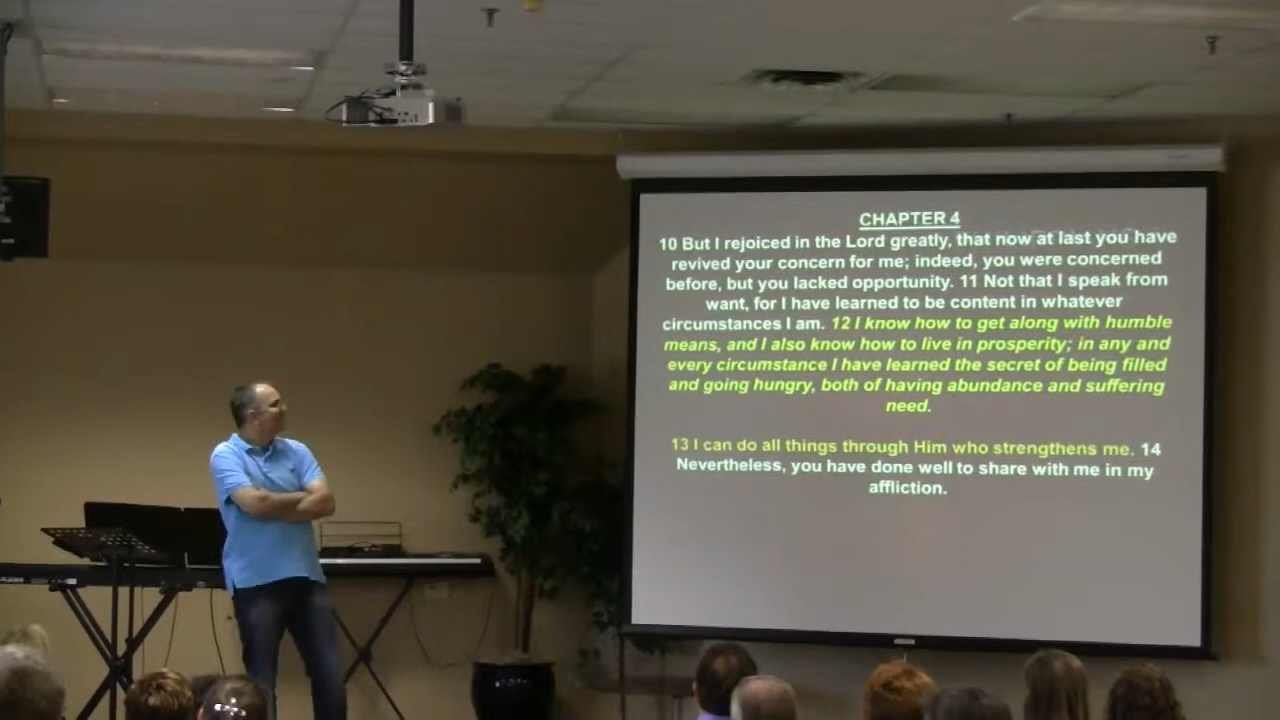 CHAPTER 4
10 But I rejoiced in the Lord greatly, that now at last you have
revived your concern for me; indeed, you were concerned
before, but you lacked opportunity. 11 Not that I speak from
want, for I have learned to be content in whatever
circumstances I am. 12 I know how to get along with humble
means, and I also know how to live in prosperity; in any and
every circumstance I have learned the secret of being filled
and going hungry, both of having abundance and suffering
need.
13 I can do all things through Him who strengthens me. 14
Nevertheless, you have done well to share with me in my
affliction.